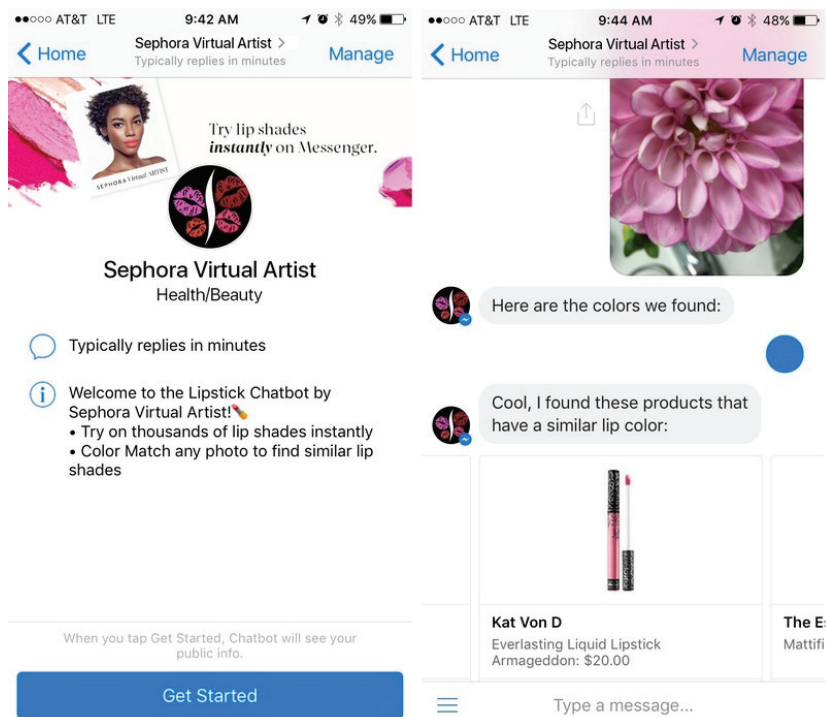 AT&T LTE
9:42 AM
49%
Home
Sephora Virtual Artist
Typically replies in minutes
Manage
Try lip shades
instantly on Messenger.
SEPHORA Virtual ARTIST
Sephora Virtual Artist
Health/Beauty
Typically replies in minutes
Welcome to the Lipstick Chatbot by
Sephora Virtual Artist!💄
• Try on thousands of lip shades instantly
• Color Match any photo to find similar lip
shades
When you tap Get Started, Chatbot will see your
public info.
Get Started
AT&T LTE
9:44 AM
48%
Home
Sephora Virtual Artist
Typically replies in minutes
Manage
Here are the colors we found:
Cool, I found these products that
have a similar lip color:
Kat Von D
Everlasting Liquid Lipstick
Armageddon: $20.00
The E
Mattifi
Type a message...